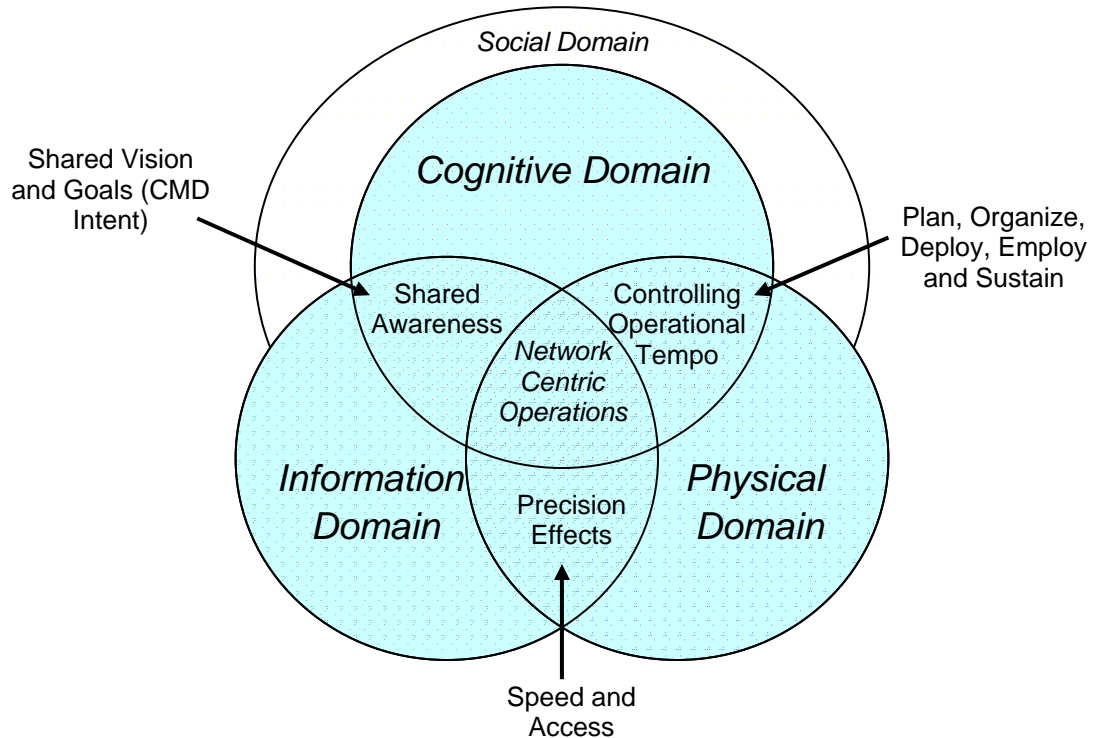 Social Domain
Cognitive Domain
Shared Vision
and Goals (CMD
Intent)
Plan, Organize,
Deploy, Employ
and Sustain
Shared
Awareness
Controlling
Operational
Tempo
Network
Centric
Operations
Information
Domain
Physical
Domain
Precision
Effects
Speed and
Access